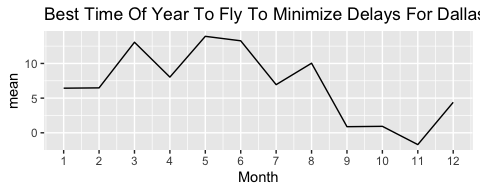 Best Time Of Year To Fly To Minimize Delays For Dallas
10
5
0
mean
1 2 3 4 5 6 7 8 9 10 11 12
Month